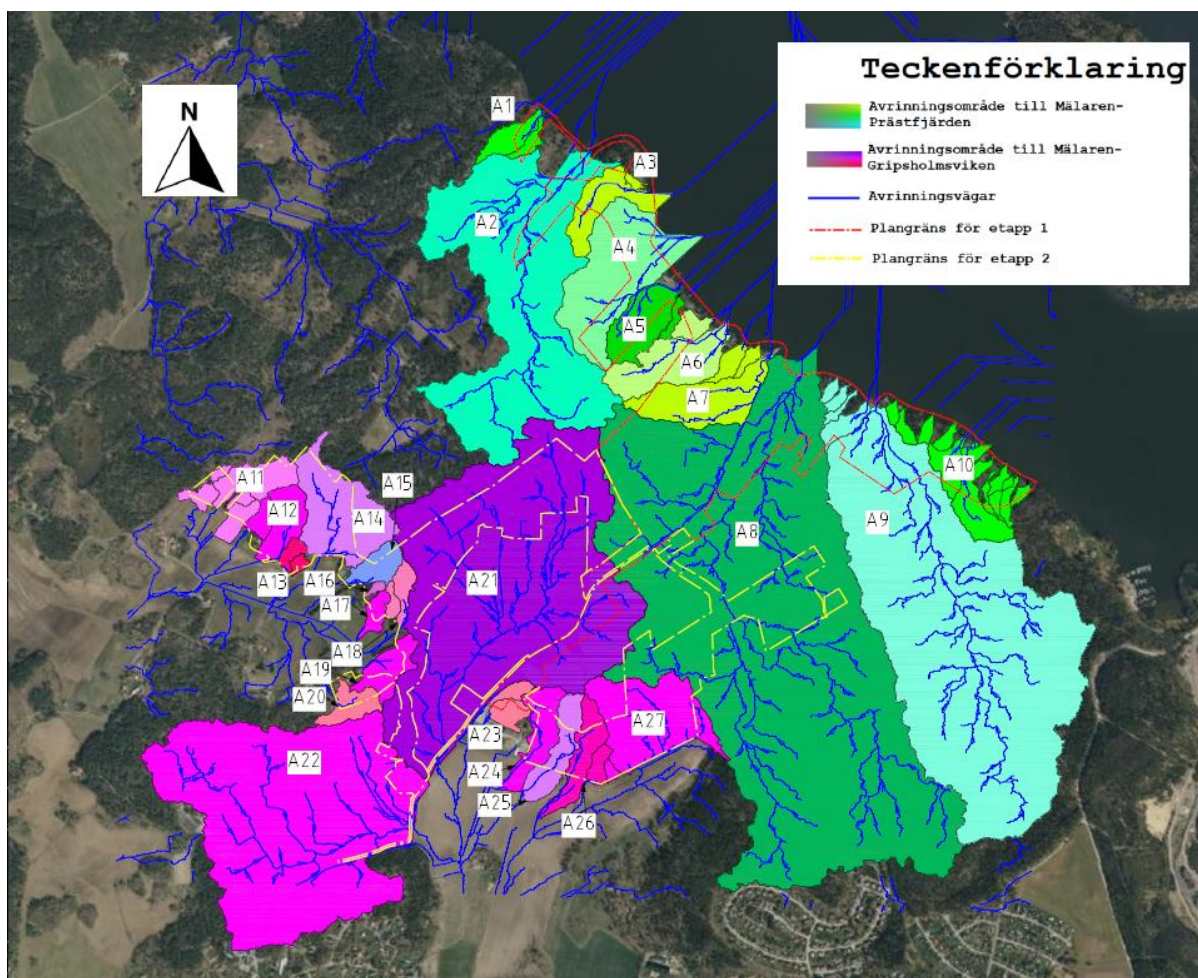 Teckenförklaring
Avrinningsområde till Mälaren-
Prästfjärden
Avrinningsområde till Mälaren-
Gripsholmsviken
Avrinningsvägar
Plangräns för etapp 1
Plangräns för etapp 2
N
A1
A3
A2
A4
A5
A6
A7
A15
A11
A10
A12
A14
A9
A8
A13
A16
A21
A17
A18
A19
A20
A27
A23
A22
A24
A25
A26